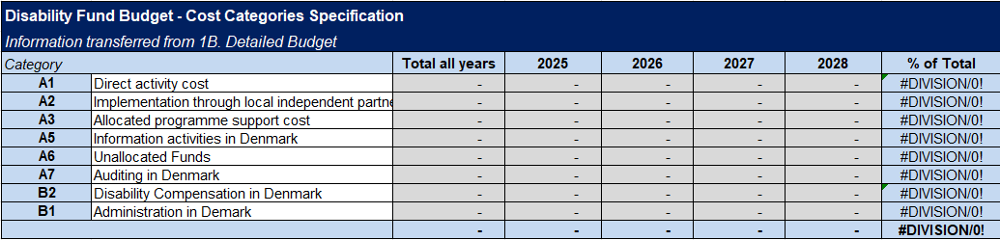 Disability Fund Budget - Cost Categories Specification
Information transferred from 1B. Detailed Budget
Category Total all years 2025 2026 2027 2028 % of Total
A1 Direct activity cost - - - - - #DIVISION/0!
A2 Implementation through local independent partne - - - - - #DIVISION/0!
A3 Allocated programme support cost - - - - - #DIVISION/0!
A5 Information activities in Denmark - - - - - #DIVISION/0!
A6 Unallocated Funds - - - - - #DIVISION/0!
A7 Auditing in Denmark - - - - - #DIVISION/0!
B2 Disability Compensation in Denmark - - - - - #DIVISION/0!
B1 Administration in Demark - - - - - #DIVISION/0!
- - - - - #DIVISION/0!